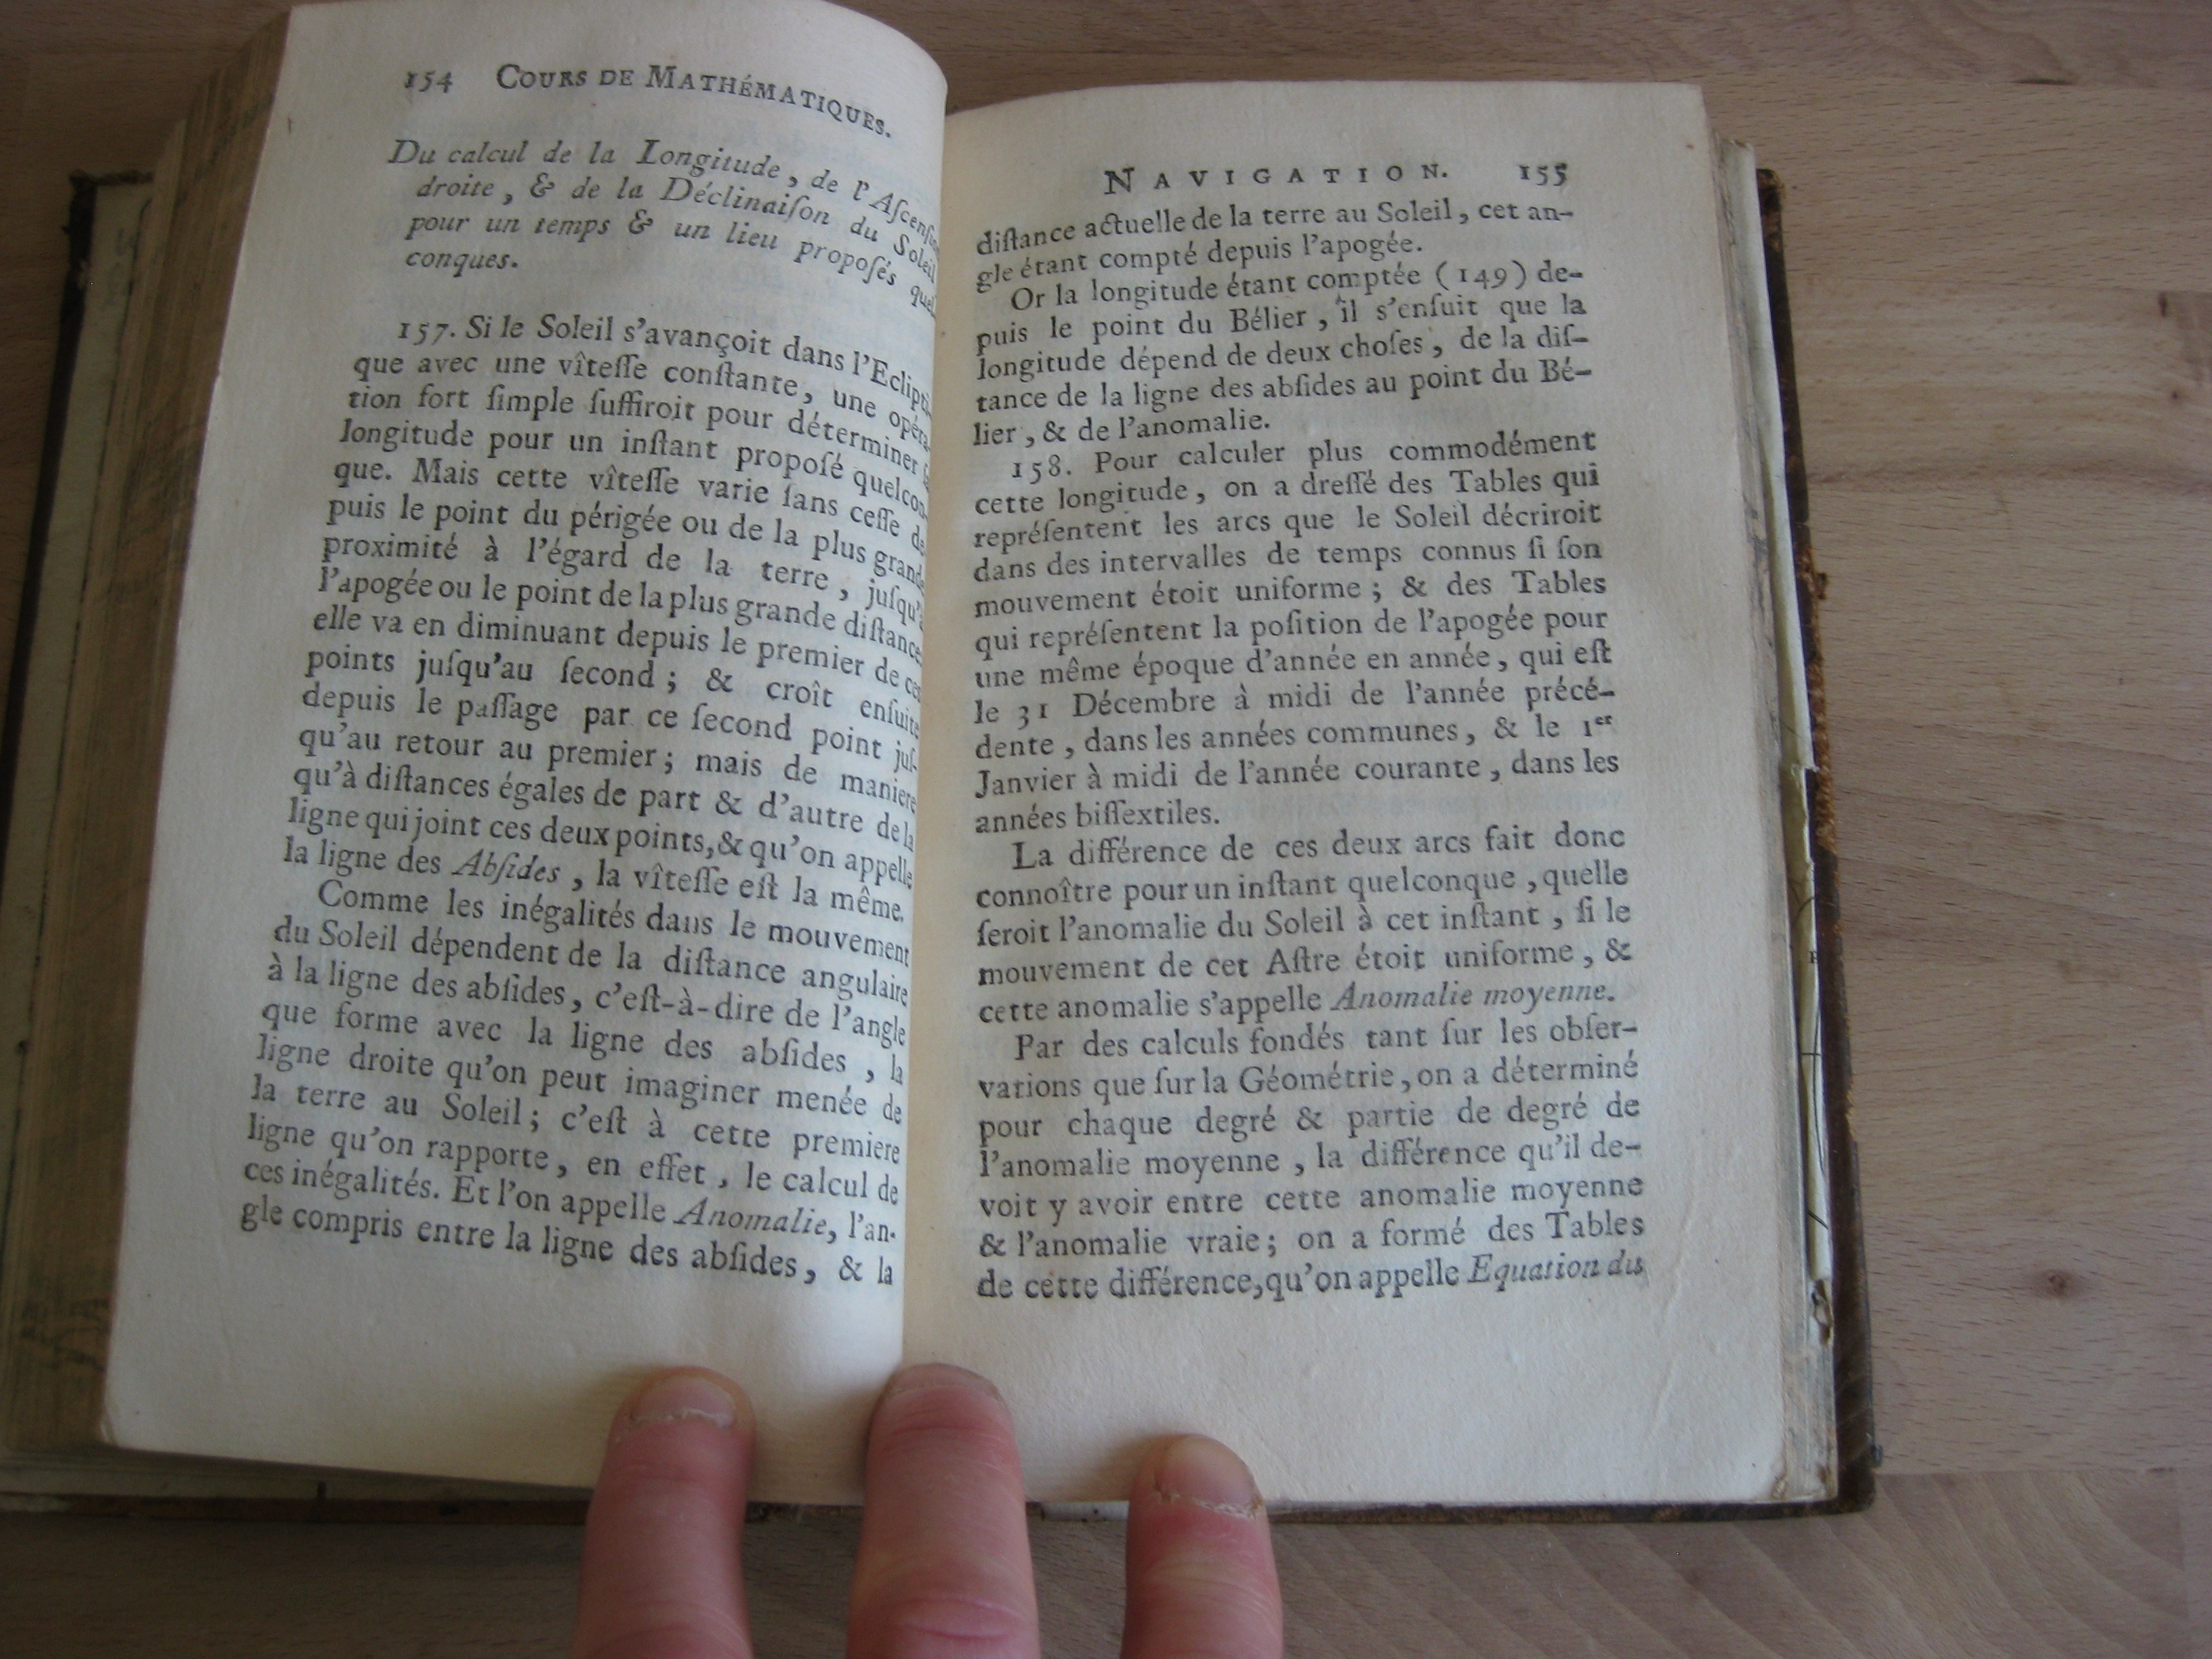 154 COURS DE MATHÉMATIQUES.
Du calcul de la Longitude, de l'Aſcenſion
droite, & de la Déclinaiſon du Soleil
pour un temps & un lieu propoſés quel
conques.
157. Si le Soleil s'avançoit dans l'Eclipti-
que avec une vîteſſe conſtante, une opéra-
tion fort ſimple ſuffiroit pour déterminer la
longitude pour un inſtant propoſé quelcon-
que. Mais cette vîteſſe varie ſans ceſſe de
puis le point du périgée ou de la plus grande
proximité à l'égard de la terre, juſqu'à
l'apogée ou le point de la plus grande diſtance
elle va en diminuant depuis le premier de ces
points juſqu'au ſecond; & croît enſuite
depuis le paſſage par ce ſecond point juſ-
qu'au retour au premier; mais de maniere
qu'à diſtances égales de part & d'autre de la
ligne qui joint ces deux points, & qu'on appelle
la ligne des Abſides, la vîteſſe eſt la même.
Comme les inégalités dans le mouvement
du Soleil dépendent de la diſtance angulaire
à la ligne des abſides, c'eſt-à-dire de l'angle
que forme avec la ligne des abſides, la
ligne droite qu'on peut imaginer menée de
la terre au Soleil; c'eſt à cette premiere
ligne qu'on rapporte, en effet, le calcul de
ces inégalités. Et l'on appelle Anomalie, l'an-
gle compris entre la ligne des abſides, & la
NAVIGATION. 155
diſtance actuelle de la terre au Soleil, cet an-
gle étant compté depuis l'apogée.
Or la longitude étant comptée (149) de-
puis le point du Bélier, il s'enſuit que la
longitude dépend de deux choſes, de la diſ-
tance de la ligne des abſides au point du Bé-
lier, & de l'anomalie.
158. Pour calculer plus commodément
cette longitude, on a dreſſé des Tables qui
repréſentent les arcs que le Soleil décriroit
dans des intervalles de temps connus ſi ſon
mouvement étoit uniforme; & des Tables
qui repréſentent la poſition de l'apogée pour
une même époque d'année en année, qui eſt
le 31 Décembre à midi de l'année précé-
dente, dans les années communes, & le 1er
Janvier à midi de l'année courante, dans les
années biſſextiles.
La différence de ces deux arcs fait donc
connoître pour un inſtant quelconque, quelle
ſeroit l'anomalie du Soleil à cet inſtant, ſi le
mouvement de cet Aſtre étoit uniforme, &
cette anomalie s'appelle Anomalie moyenne.
Par des calculs fondés tant ſur les obſer-
vations que ſur la Géométrie, on a déterminé
pour chaque degré & partie de degré de
l'anomalie moyenne, la différence qu'il de-
voit y avoir entre cette anomalie moyenne
& l'anomalie vraie; on a formé des Tables
de cette différence, qu'on appelle Equation du